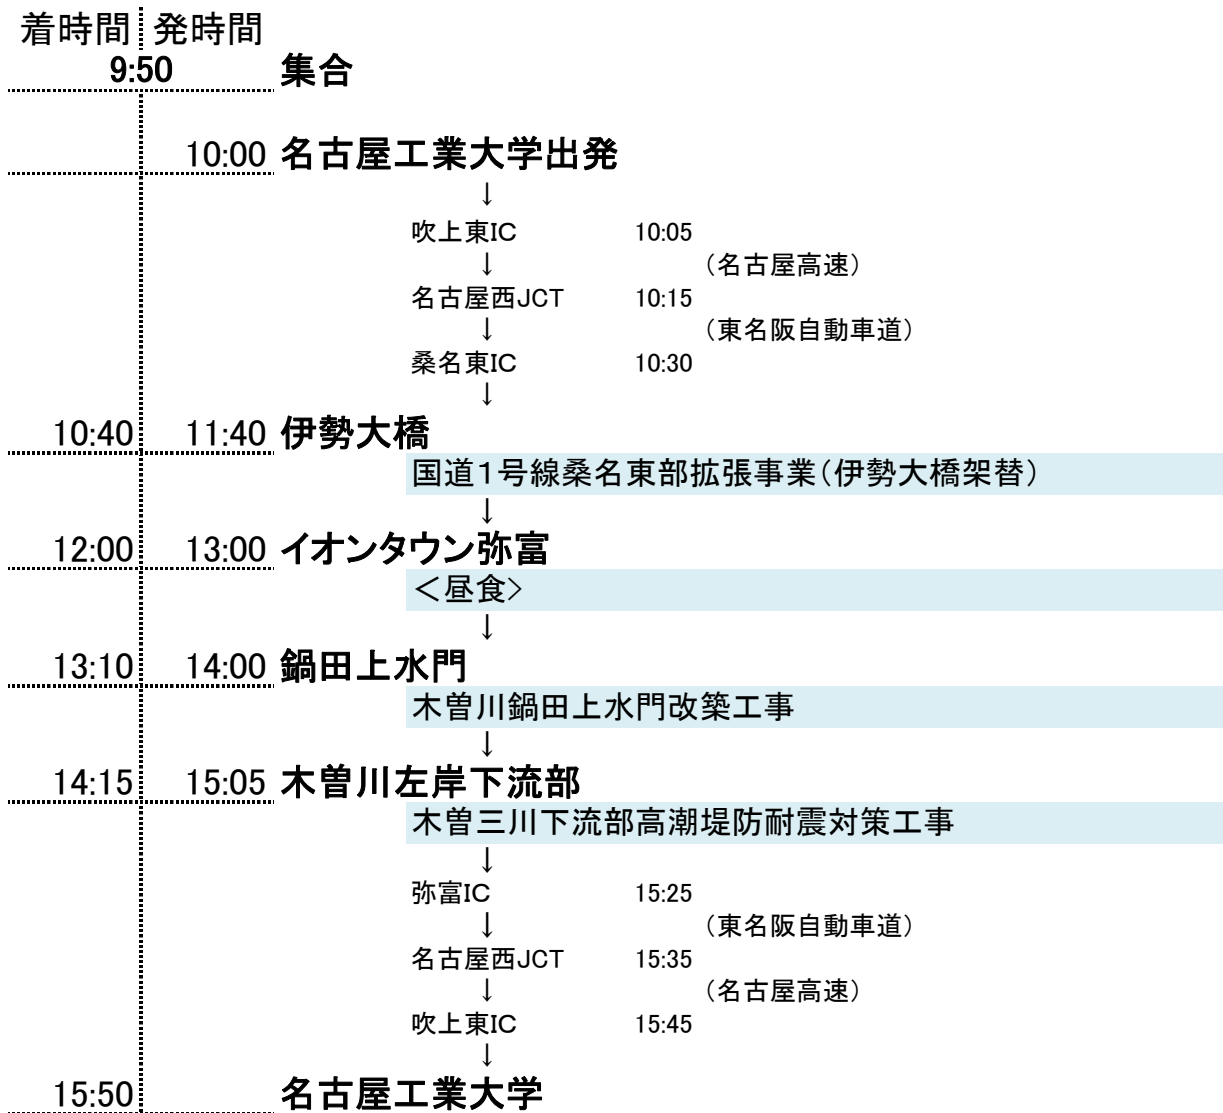 着時間 発時間
9:50 集合
10:00 名古屋工業大学出発
↓
吹上東IC 10:05
↓ （名古屋高速）
名古屋西JCT 10:15
↓ （東名阪自動車道）
桑名東IC 10:30
↓
10:40 11:40 伊勢大橋
国道１号線桑名東部拡張事業（伊勢大橋架替）
↓
12:00 13:00 イオンタウン弥富
＜昼食＞
↓
13:10 14:00 鍋田上水門
木曽川鍋田上水門改築工事
↓
14:15 15:05 木曽川左岸下流部
木曽三川下流部高潮堤防耐震対策工事
↓
弥富IC 15:25
↓ （東名阪自動車道）
名古屋西JCT 15:35
↓ （名古屋高速）
吹上東IC 15:45
↓
15:50 名古屋工業大学